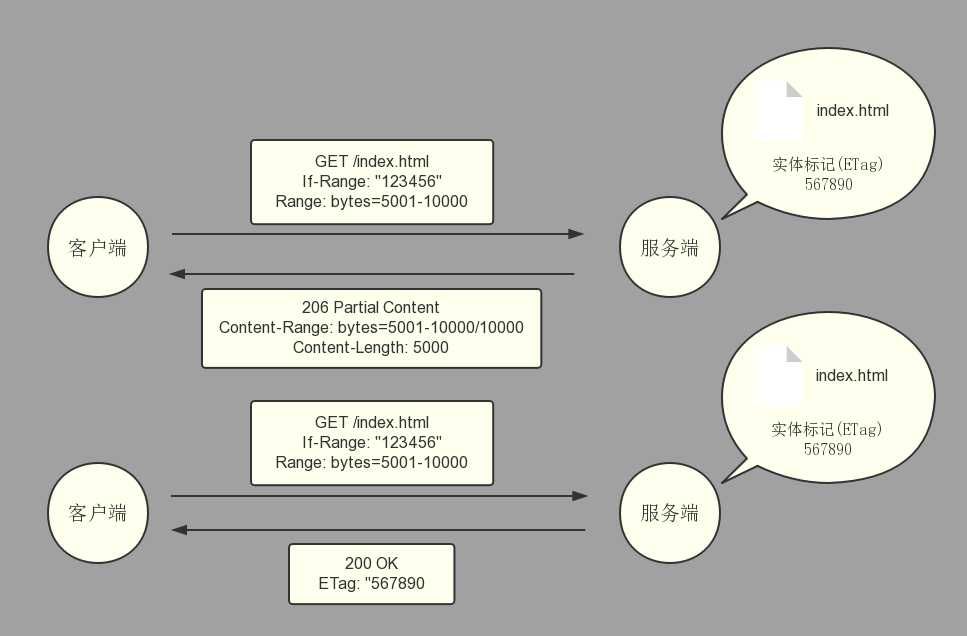 index.html
实体标记(ETag)
567890
GET /index.html
If-Range: "123456"
Range: bytes=5001-10000
客户端
服务端
206 Partial Content
Content-Range: bytes=5001-10000/10000
Content-Length: 5000
index.html
实体标记(ETag)
567890
GET /index.html
If-Range: "123456"
Range: bytes=5001-10000
客户端
服务端
200 OK
ETag: "567890